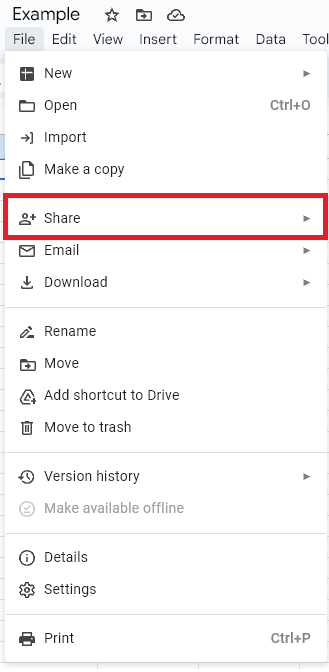 Example
File Edit View Insert Format Data Tool
New
Open Ctrl+O
Import
Make a copy
Share
Email
Download
Rename
Move
Add shortcut to Drive
Move to trash
Version history
Make available offline
Details
Settings
Print Ctrl+P